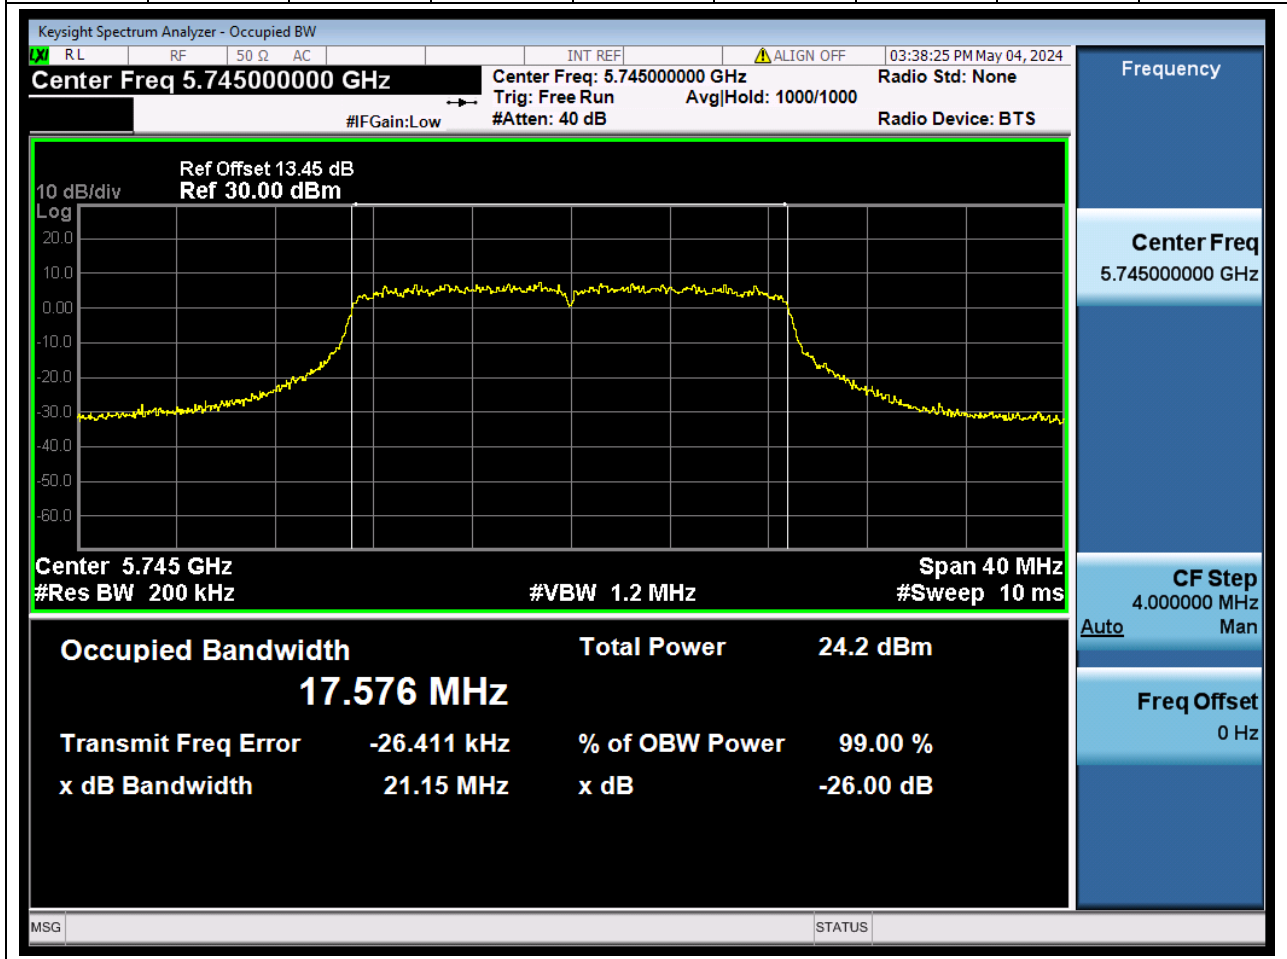 Keysight Spectrum Analyzer - Occupied BW
LXI RL RF 50 Ω AC INT REF ALIGN OFF 03:38:25 PM May 04, 2024
Center Freq 5.745000000 GHz
Center Freq: 5.745000000 GHz Radio Std: None
Trig: Free Run Avg|Hold: 1000/1000
#IFGain:Low #Atten: 40 dB Radio Device: BTS
Ref Offset 13.45 dB
10 dB/div Ref 30.00 dBm
Log
20.0
10.0
0.00
-10.0
-20.0
-30.0
-40.0
-50.0
-60.0
Center 5.745 GHz Span 40 MHz
#Res BW 200 kHz #VBW 1.2 MHz #Sweep 10 ms
Occupied Bandwidth Total Power 24.2 dBm
17.576 MHz
Transmit Freq Error -26.411 kHz % of OBW Power 99.00 %
x dB Bandwidth 21.15 MHz x dB -26.00 dB
MSG STATUS
Frequency
Center Freq
5.745000000 GHz
CF Step
4.000000 MHz
Auto Man
Freq Offset
0 Hz